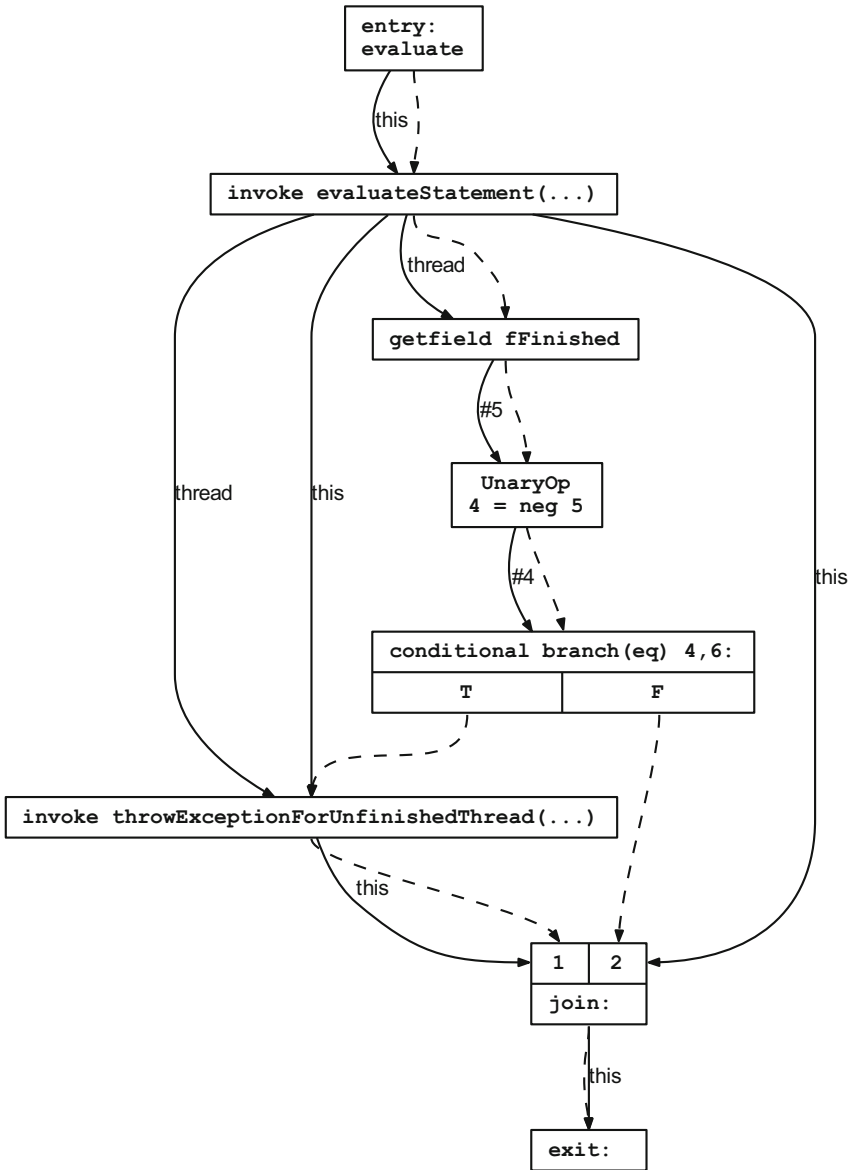 entry:
evaluate
this
invoke evaluateStatement(...)
thread
getfield fFinished
#5
UnaryOp
4 = neg 5
thread
this
#4
this
conditional branch(eq) 4,6:
T
F
invoke throwExceptionForUnfinishedThread(...)
this
1
2
join:
this
exit: